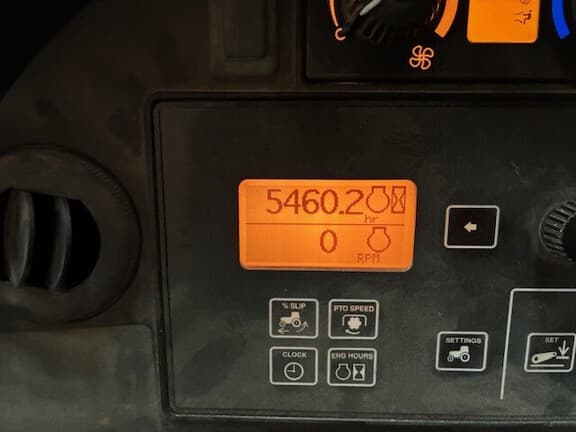 5460.2
hr
0
RPM
% SLIP
PTO SPEED
CLOCK
ENG HOURS
SETTINGS
SET